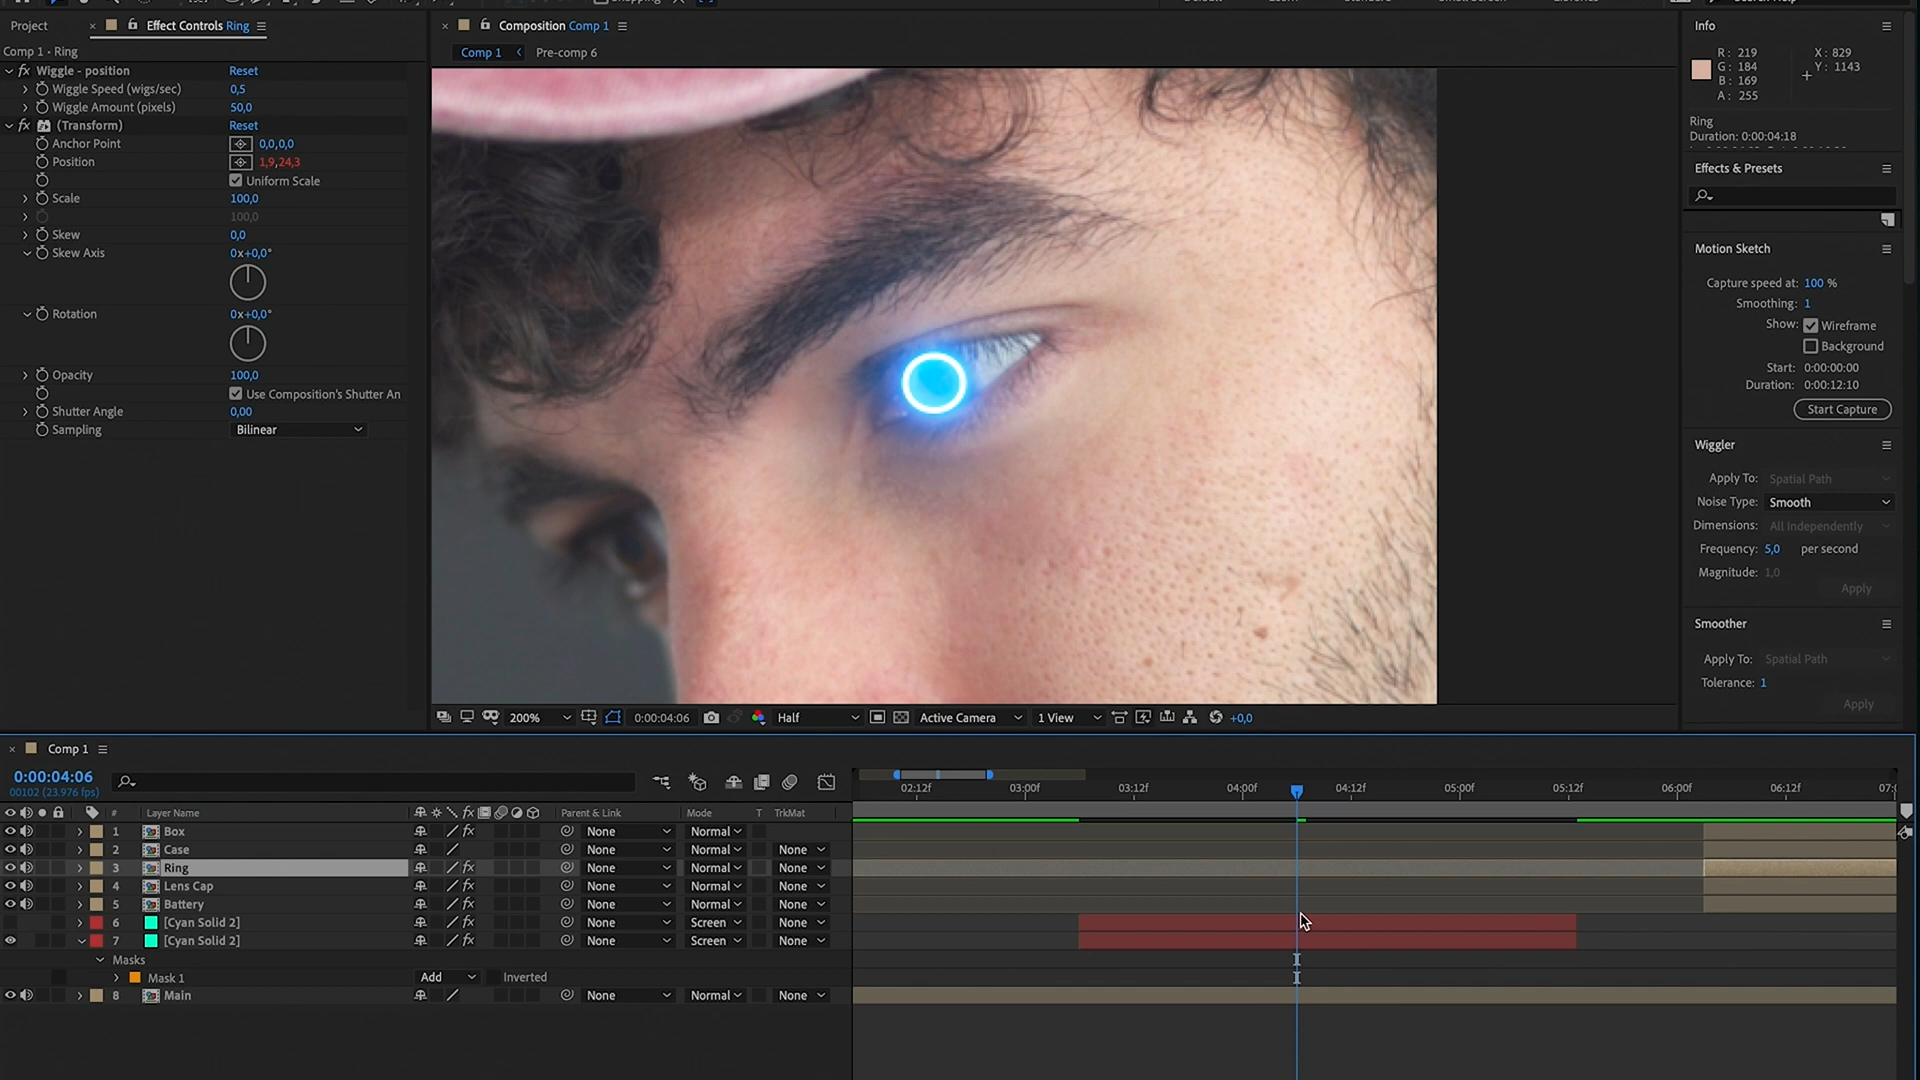 Project
× Effect Controls Ring
Comp 1 • Ring
fx Wiggle - position Reset
Wiggle Speed (wigs/sec) 0,5
Wiggle Amount (pixels) 50,0
fx (Transform) Reset
Anchor Point 0,0,0,0
Position 1,9,24,3
Uniform Scale
Scale 100,0
100,0
Skew 0,0
Skew Axis 0x+0,0°
Rotation 0x+0,0°
Opacity 100,0
Use Composition's Shutter An
Shutter Angle 0,00
Sampling Bilinear
× Composition Comp 1
Comp 1 Pre-comp 6
200% 0:00:04:06 Half Active Camera 1 View +0,0
Info
R: 219
G: 184
B: 169
A: 255
X: 829
Y: 1143
Ring
Duration: 0:00:04:18
Effects & Presets
Motion Sketch
Capture speed at: 100 %
Smoothing: 1
Show: Wireframe
Background
Start: 0:00:00:00
Duration: 0:00:12:10
Start Capture
Wiggler
Apply To: Spatial Path
Noise Type: Smooth
Dimensions: All Independently
Frequency: 5,0 per second
Magnitude: 1,0
Apply
Smoother
Apply To: Spatial Path
Tolerance: 1
Apply
× Comp 1
0:00:04:06
00102 (23.976 fps)
02:12f 03:00f 03:12f 04:00f 04:12f 05:00f 05:12f 06:00f 06:12f
# Layer Name Parent & Link Mode T TrkMat
1 Box fx None Normal
2 Case None Normal None
3 Ring fx None Normal None
4 Lens Cap fx None Normal None
5 Battery fx None Normal None
6 [Cyan Solid 2] fx None Screen None
7 [Cyan Solid 2] fx None Screen None
Masks
Mask 1 Add Inverted
8 Main None Normal None